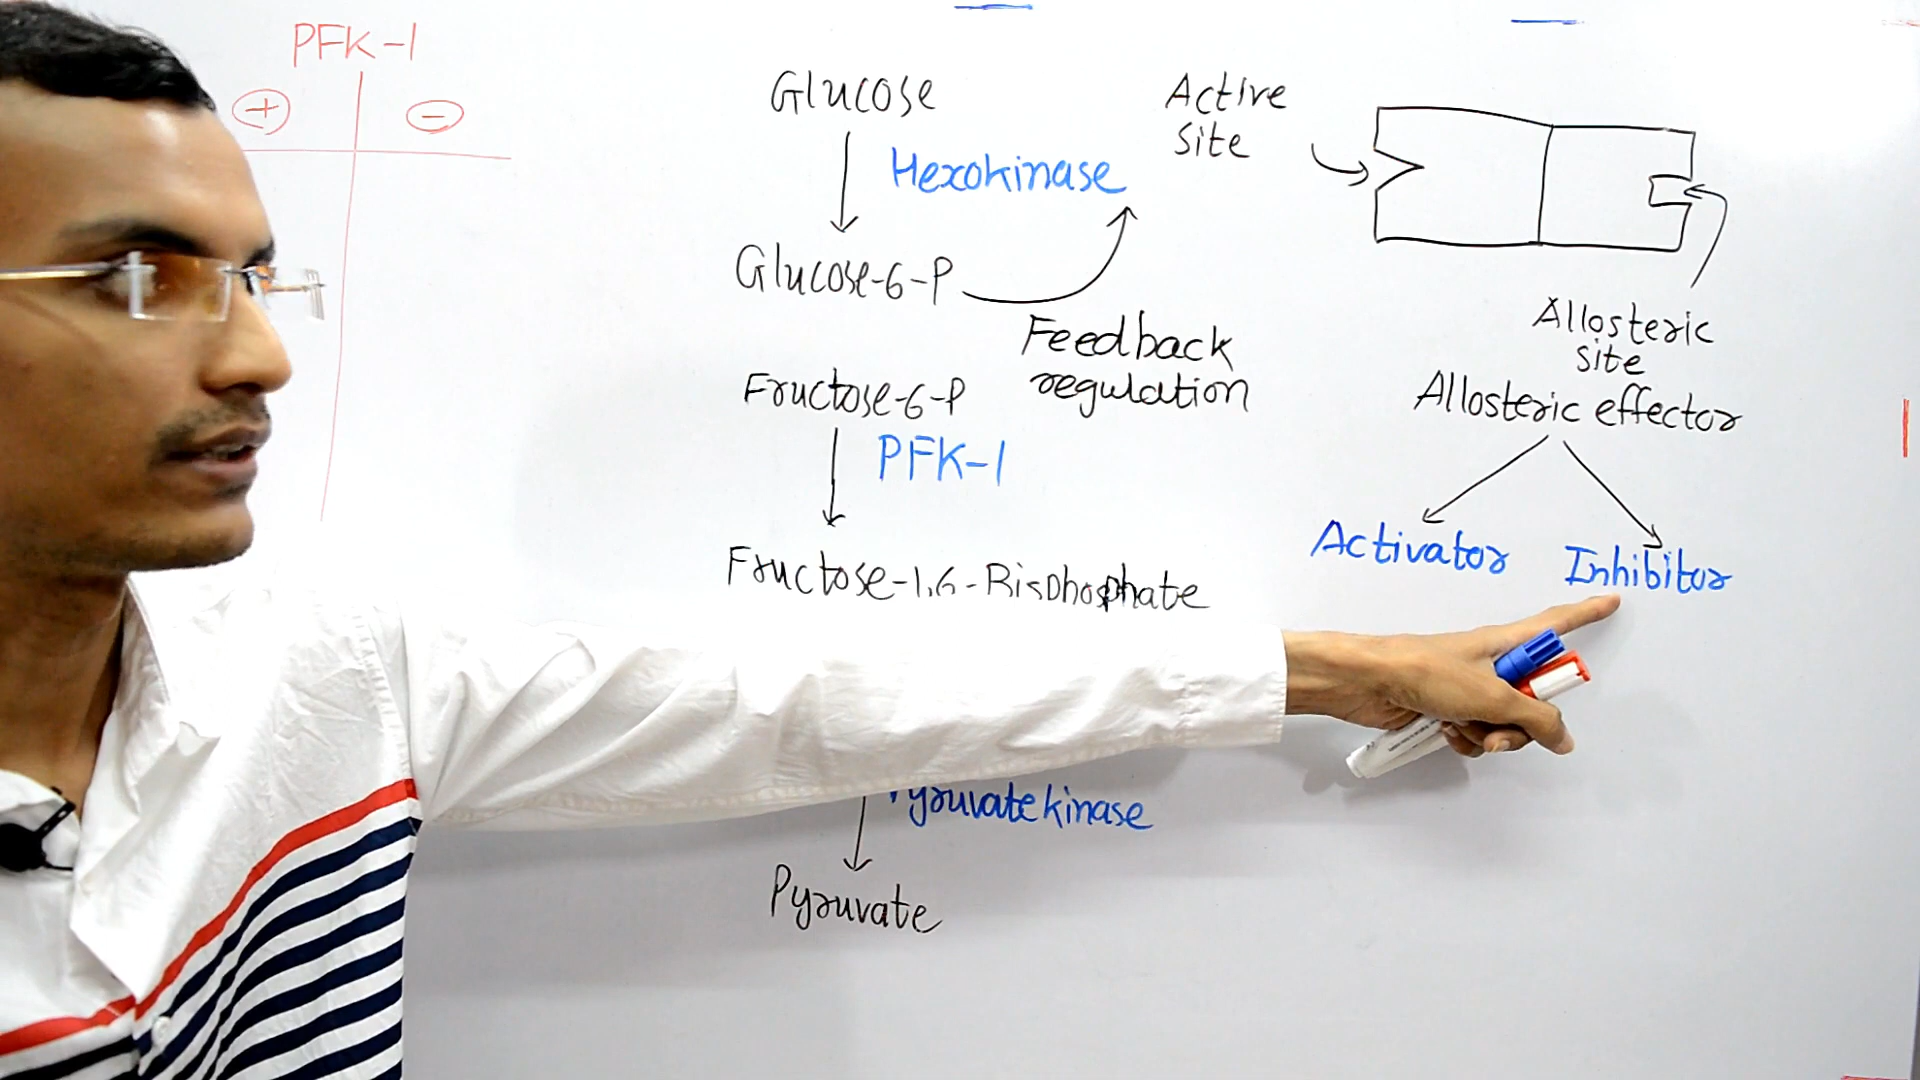 PFK-1
+ -
Glucose
Hexokinase
Glucose-6-P
Feedback
regulation
Fructose-6-P
PFK-1
Fructose-1,6-Bisphosphate
Pyruvate kinase
Pyruvate
Active
site
Allosteric
site
Allosteric effector
Activator
Inhibitor